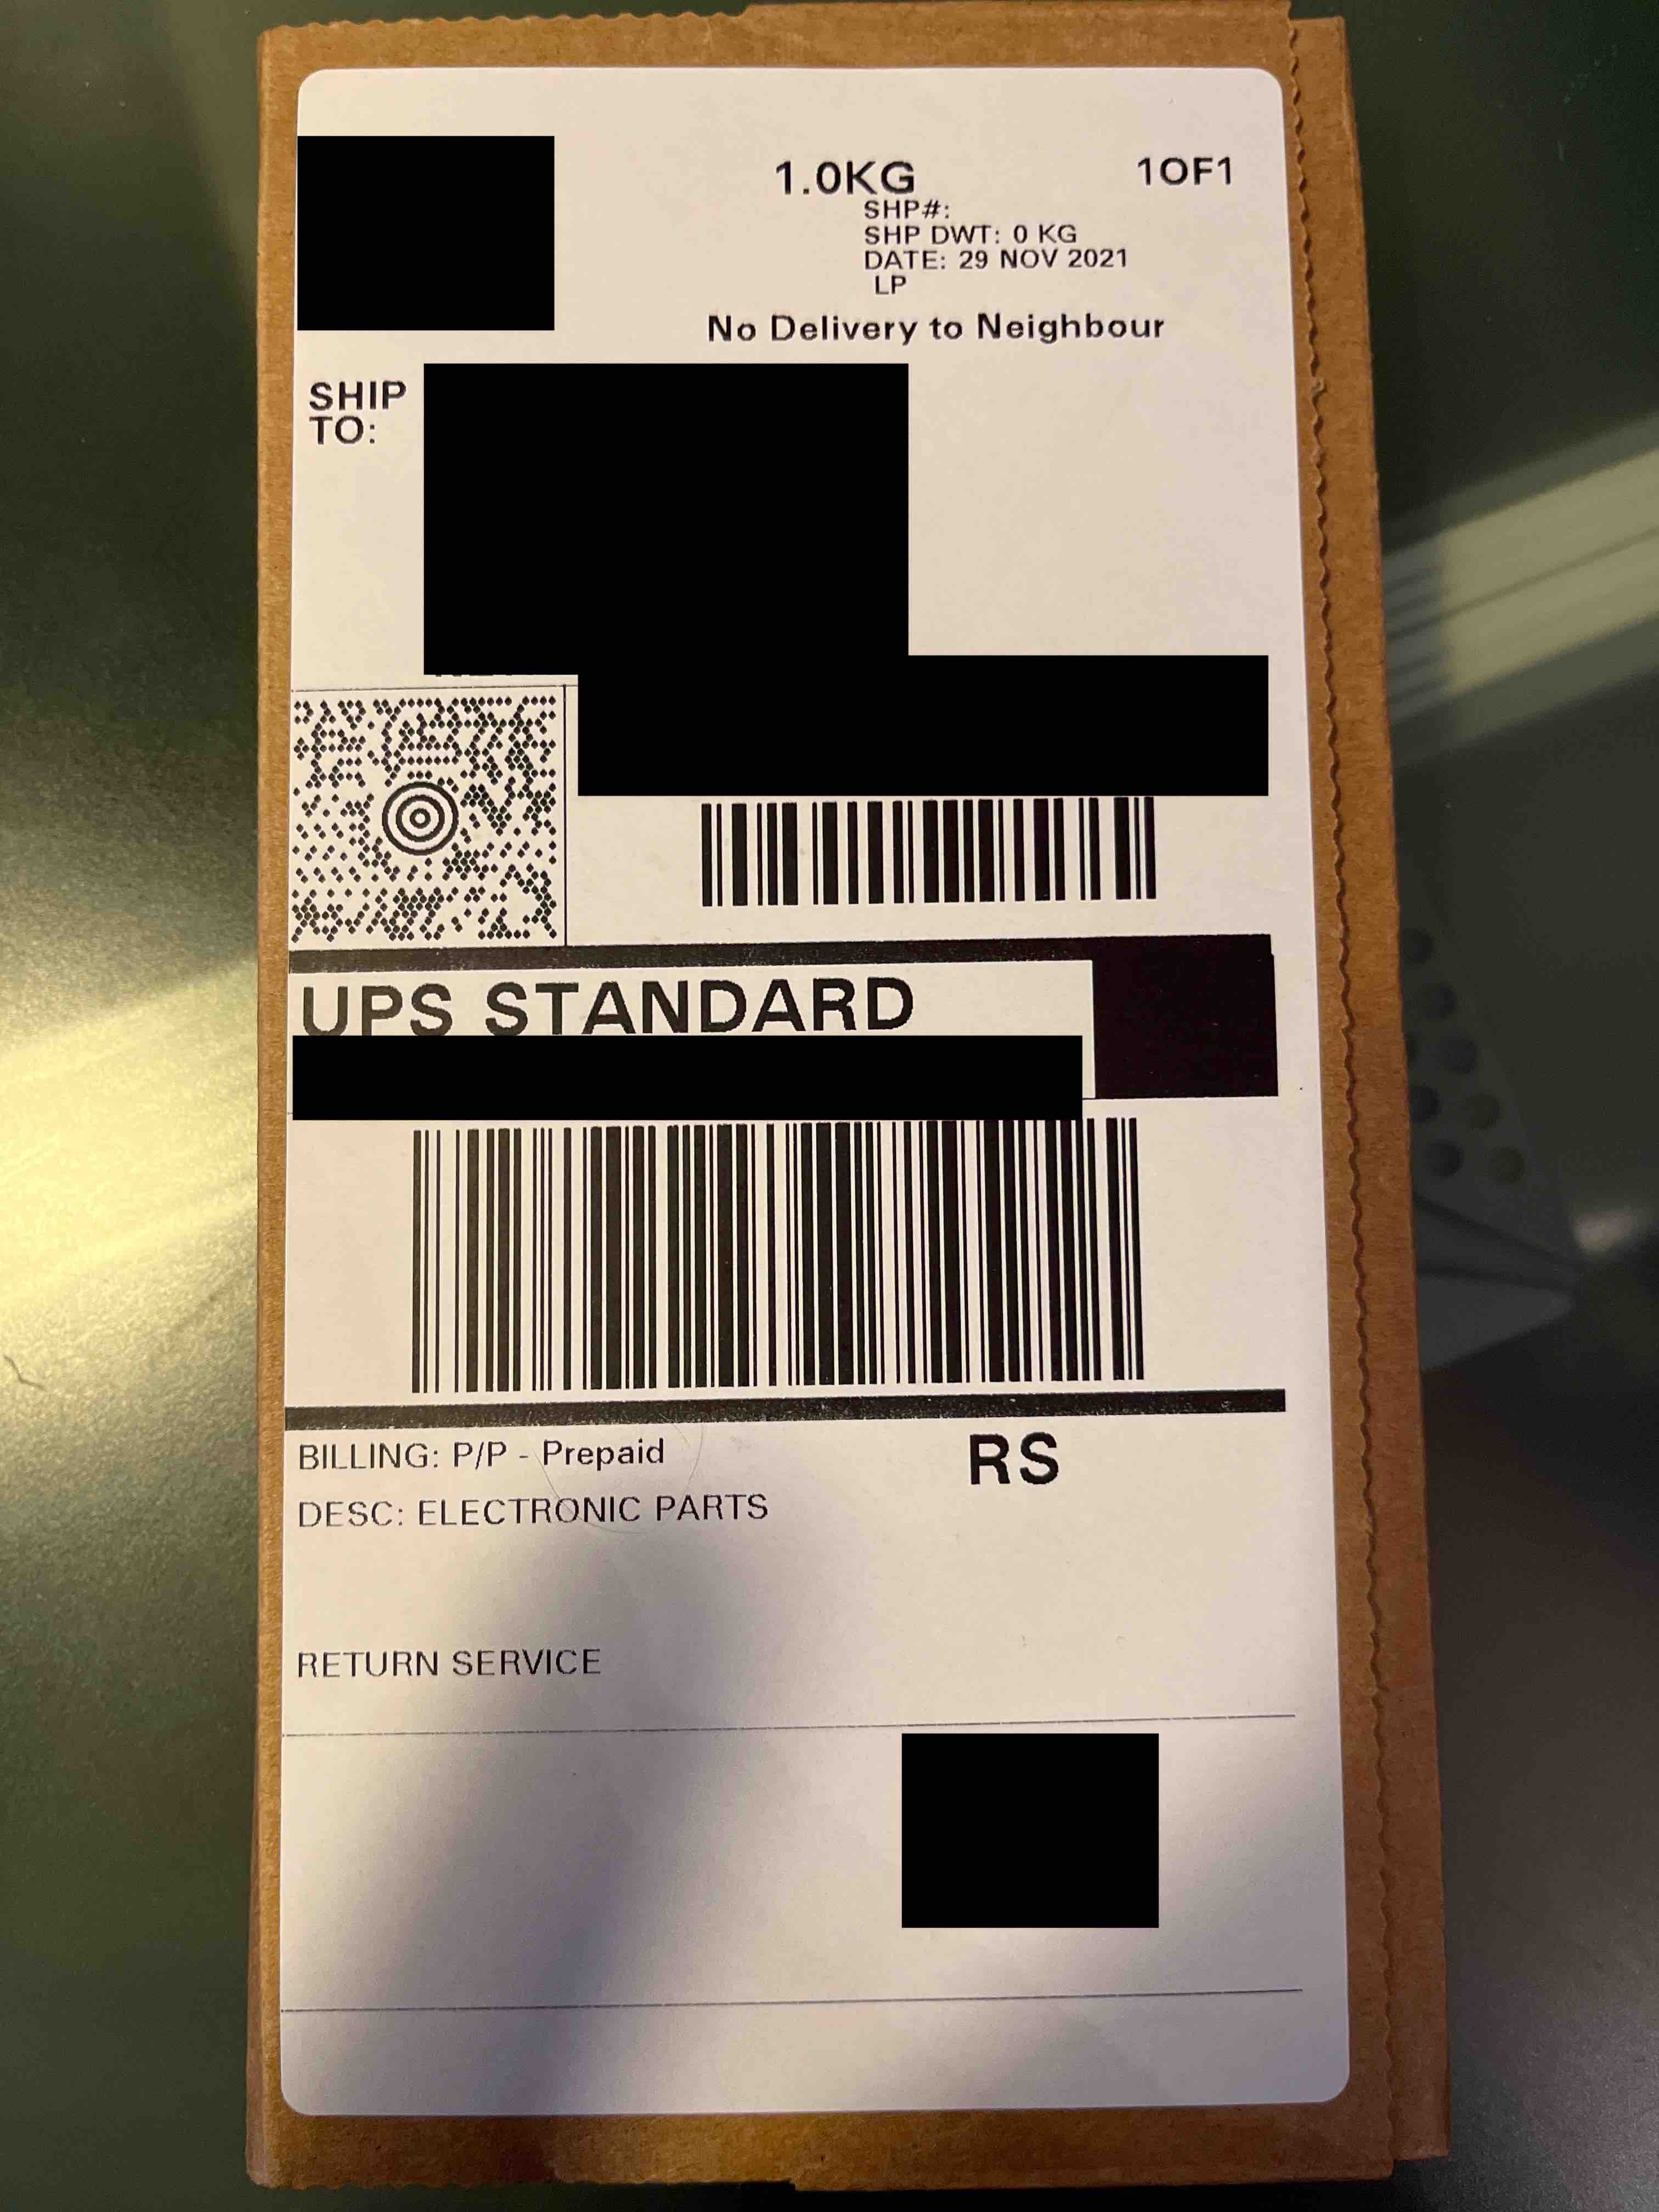 1.0KG 1OF1
SHP#:
SHP DWT: 0 KG
DATE: 29 NOV 2021
LP
No Delivery to Neighbour
SHIP
TO:
UPS STANDARD
BILLING: P/P - Prepaid
RS
DESC: ELECTRONIC PARTS
RETURN SERVICE